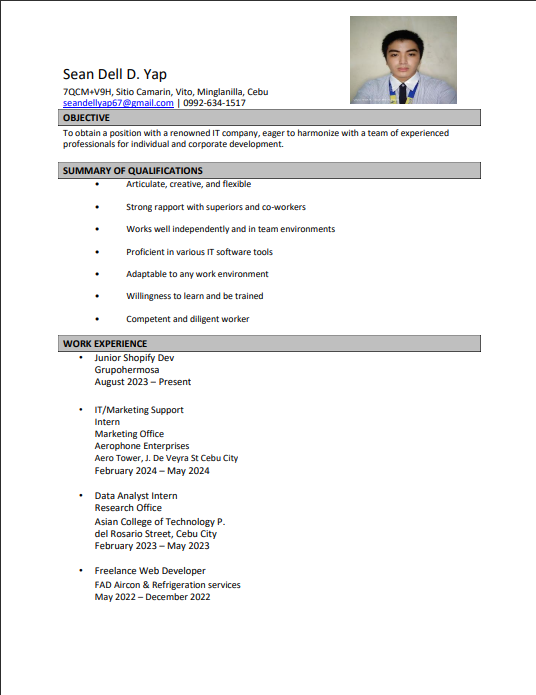 Sean Dell D. Yap
7QCM+V9H, Sitio Camarin, Vito, Minglanilla, Cebu
seandellyap67@gmail.com | 0992-634-1517
OBJECTIVE
To obtain a position with a renowned IT company, eager to harmonize with a team of experienced
professionals for individual and corporate development.
SUMMARY OF QUALIFICATIONS
• Articulate, creative, and flexible
• Strong rapport with superiors and co-workers
• Works well independently and in team environments
• Proficient in various IT software tools
• Adaptable to any work environment
• Willingness to learn and be trained
• Competent and diligent worker
WORK EXPERIENCE
• Junior Shopify Dev
Grupohermosa
August 2023 – Present
• IT/Marketing Support
Intern
Marketing Office
Aerophone Enterprises
Aero Tower, J. De Veyra St Cebu City
February 2024 – May 2024
• Data Analyst Intern
Research Office
Asian College of Technology P.
del Rosario Street, Cebu City
February 2023 – May 2023
• Freelance Web Developer
FAD Aircon & Refrigeration services
May 2022 – December 2022